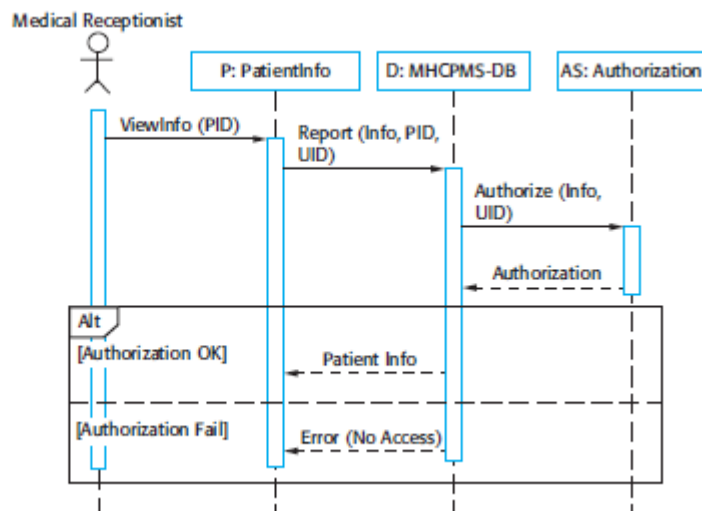 Medical Receptionist
P: PatientInfo
D: MHCPMS-DB
AS: Authorization
ViewInfo (PID)
Report (Info, PID,
UID)
Authorize (Info,
UID)
Authorization
Alt
[Authorization OK]
Patient Info
[Authorization Fail]
Error (No Access)